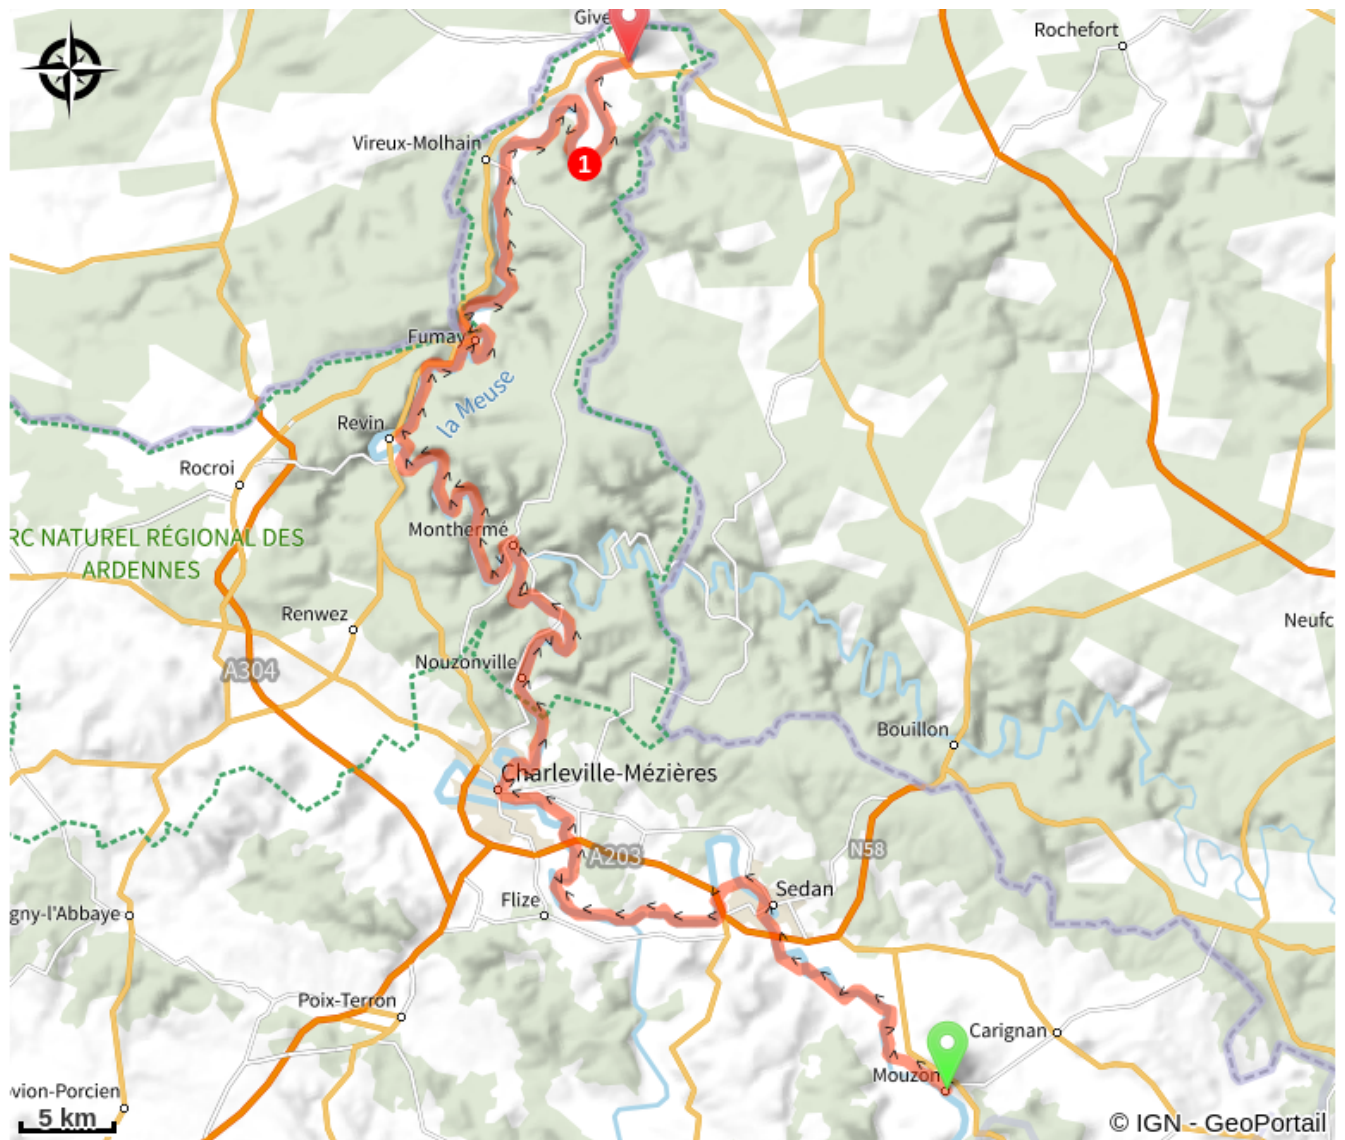 Give
Rochefort
Vireux-Molhain
1
Fumay
la Meuse
Revin
Rocroi
Monthermé
RC NATUREL RÉGIONAL DES
ARDENNES
Renwez
Neufc
Nouzonville
A304
Bouillon
Charleville-Mézières
A203
N58
Sedan
Flize
gny-l'Abbaye
Poix-Terron
Carignan
Mouzon
vion-Porcien
5 km
© IGN - GeoPortail